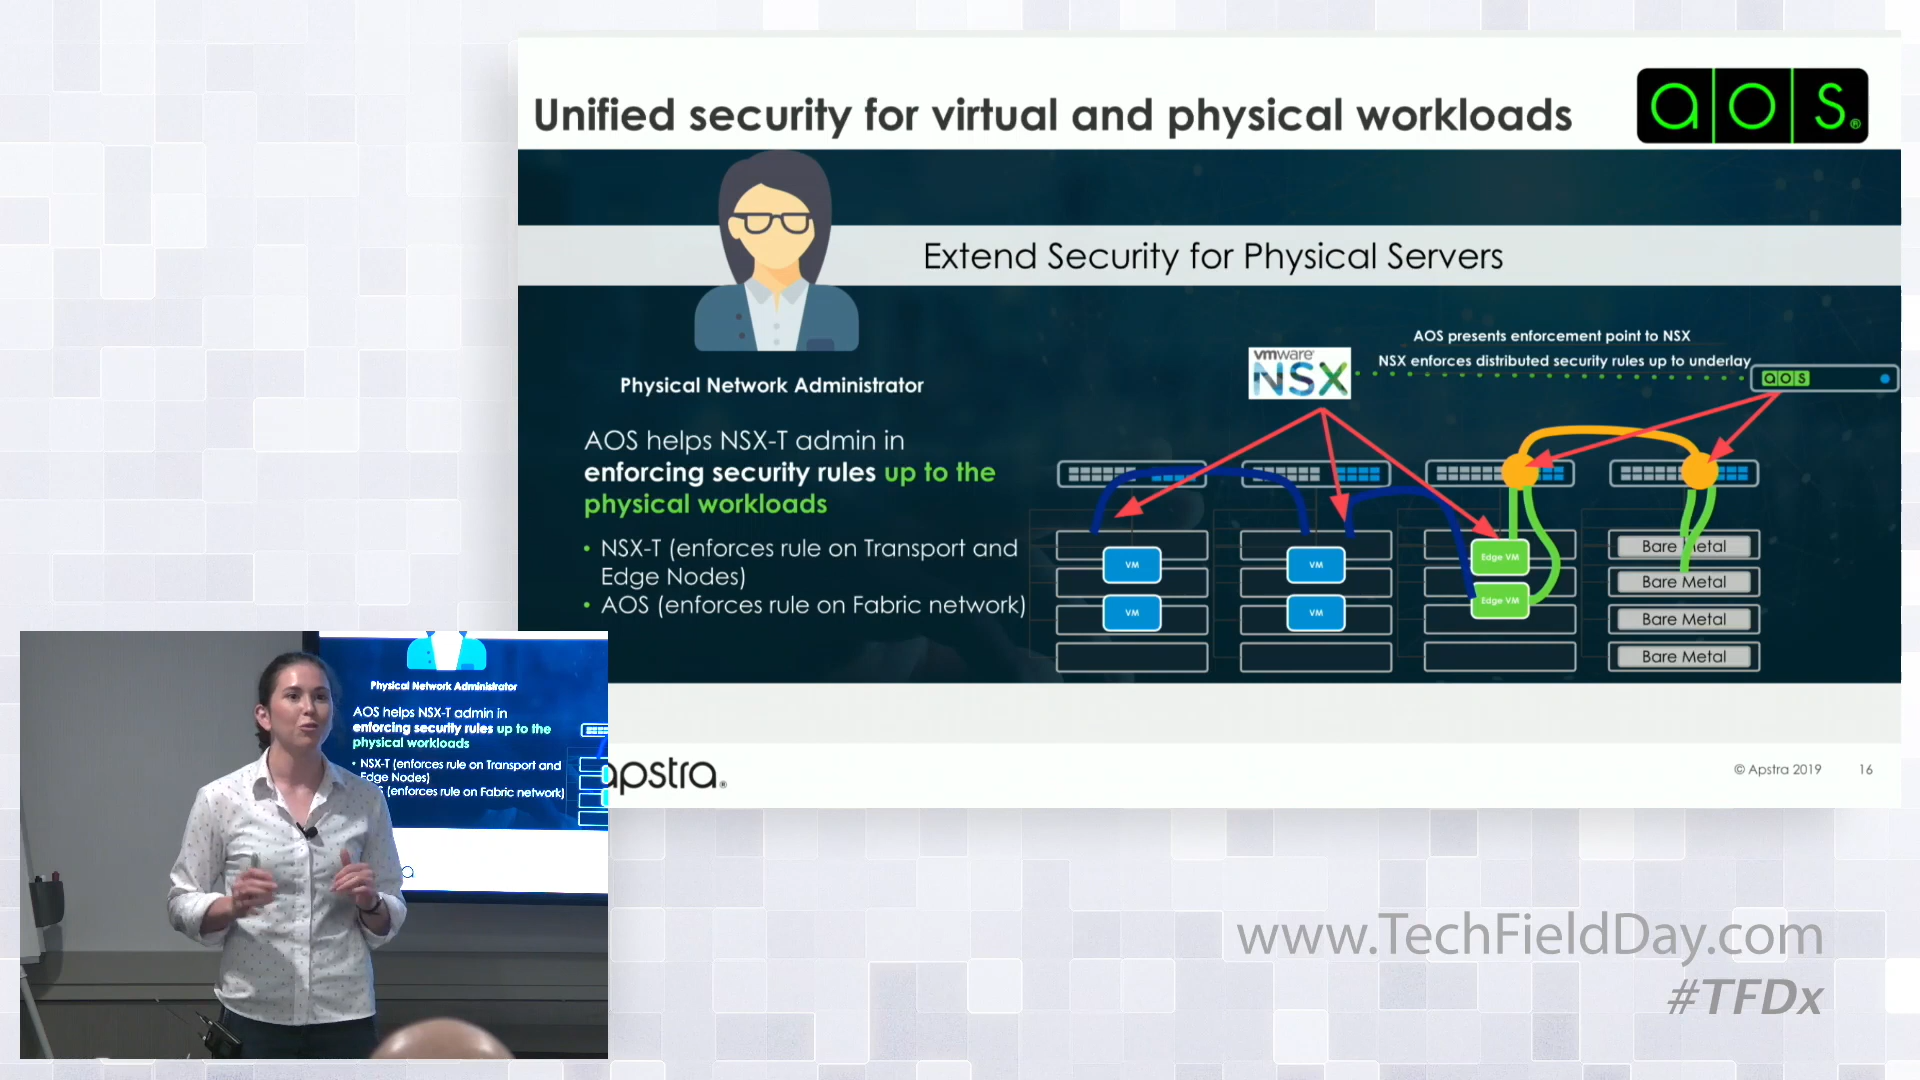 Unified security for virtual and physical workloads
aos®
Extend Security for Physical Servers
Physical Network Administrator
AOS helps NSX-T admin in
enforcing security rules up to the
physical workloads
• NSX-T (enforces rule on Transport and
Edge Nodes)
• AOS (enforces rule on Fabric network)
AOS presents enforcement point to NSX
NSX enforces distributed security rules up to underlay
vmware
NSX
aos
VM
VM
VM
VM
Edge VM
Edge VM
Bare Metal
Bare Metal
Bare Metal
Bare Metal
apstra®
© Apstra 2019
16
Physical Network Administrator
AOS helps NSX-T admin in
enforcing security rules up to the
physical workloads
• NSX-T (enforces rule on Transport and
Edge Nodes)
(enforces rule on Fabric network)
www.TechFieldDay.com
#TFDx